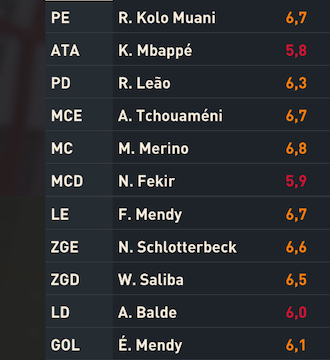 PE R. Kolo Muani 6,7
ATA K. Mbappé 5,8
PD R. Leão 6,3
MCE A. Tchouaméni 6,7
MC M. Merino 6,8
MCD N. Fekir 5,9
LE F. Mendy 6,7
ZGE N. Schlotterbeck 6,6
ZGD W. Saliba 6,5
LD A. Balde 6,0
GOL É. Mendy 6,1